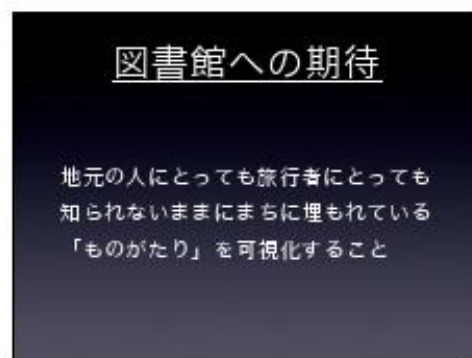 図書館への期待
地元の人にとっても旅行者にとっても
知られないままにまちに埋もれている
「ものがたり」を可視化すること